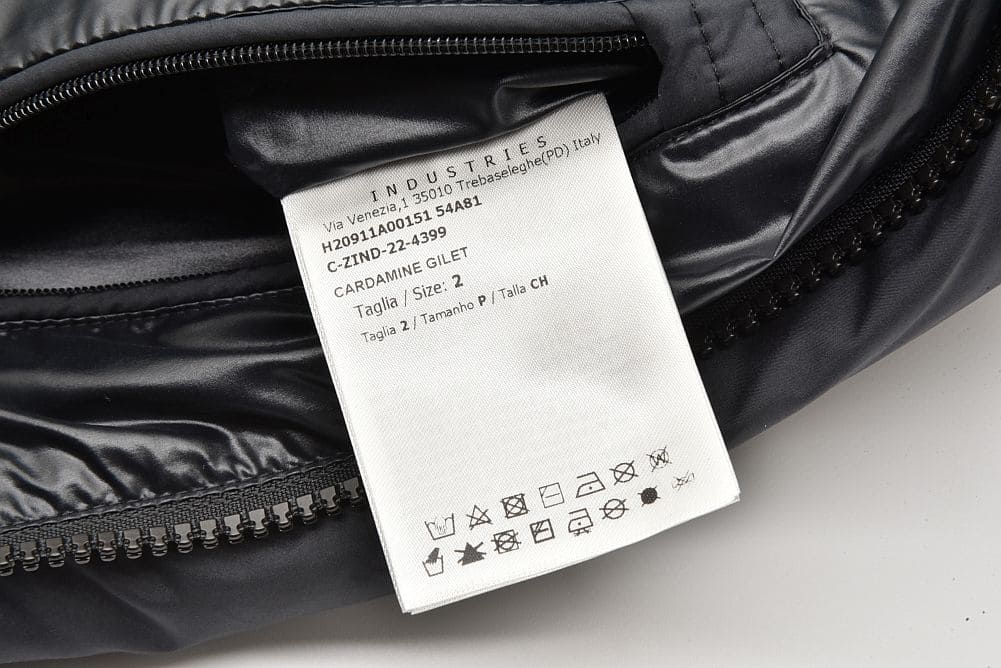 INDUSTRIES
Via Venezia,1 35010 Trebaseleghe(PD) Italy
H20911A00151 54A81
C-ZIND-22-4399
CARDAMINE GILET
Taglia / Size: 2
Taglia 2 / Tamanho P / Talla CH